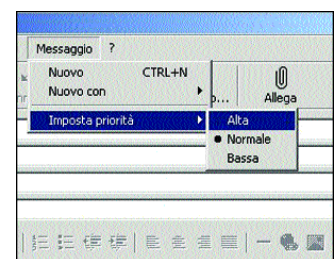 Messaggio ?
Nuovo CTRL+N
Nuovo con
Allega
Imposta priorità
Alta
Normale
Bassa